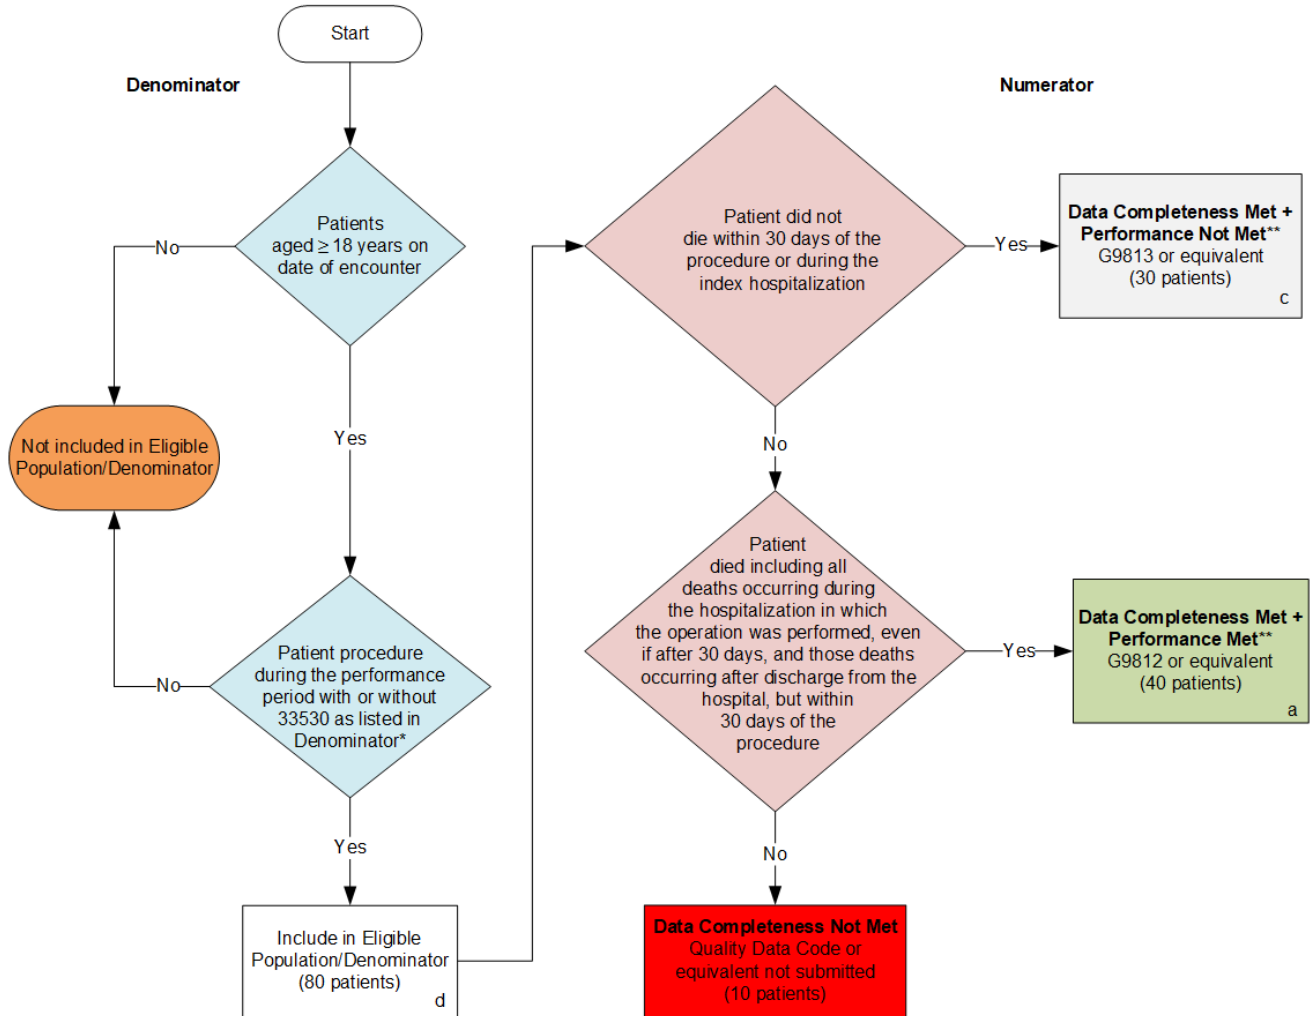 Start
Denominator
Numerator
Patients
aged ≥ 18 years on
date of encounter
No
Yes
Not included in Eligible
Population/Denominator
Patient procedure
during the performance
period with or without
33530 as listed in
Denominator*
No
Yes
Include in Eligible
Population/Denominator
(80 patients)
d
Patient did not
die within 30 days of the
procedure or during the
index hospitalization
Yes
Data Completeness Met +
Performance Not Met**
G9813 or equivalent
(30 patients)
c
No
Patient
died including all
deaths occurring during
the hospitalization in which
the operation was performed, even
if after 30 days, and those deaths
occurring after discharge from the
hospital, but within
30 days of the
procedure
Yes
Data Completeness Met +
Performance Met**
G9812 or equivalent
(40 patients)
a
No
Data Completeness Not Met
Quality Data Code or
equivalent not submitted
(10 patients)